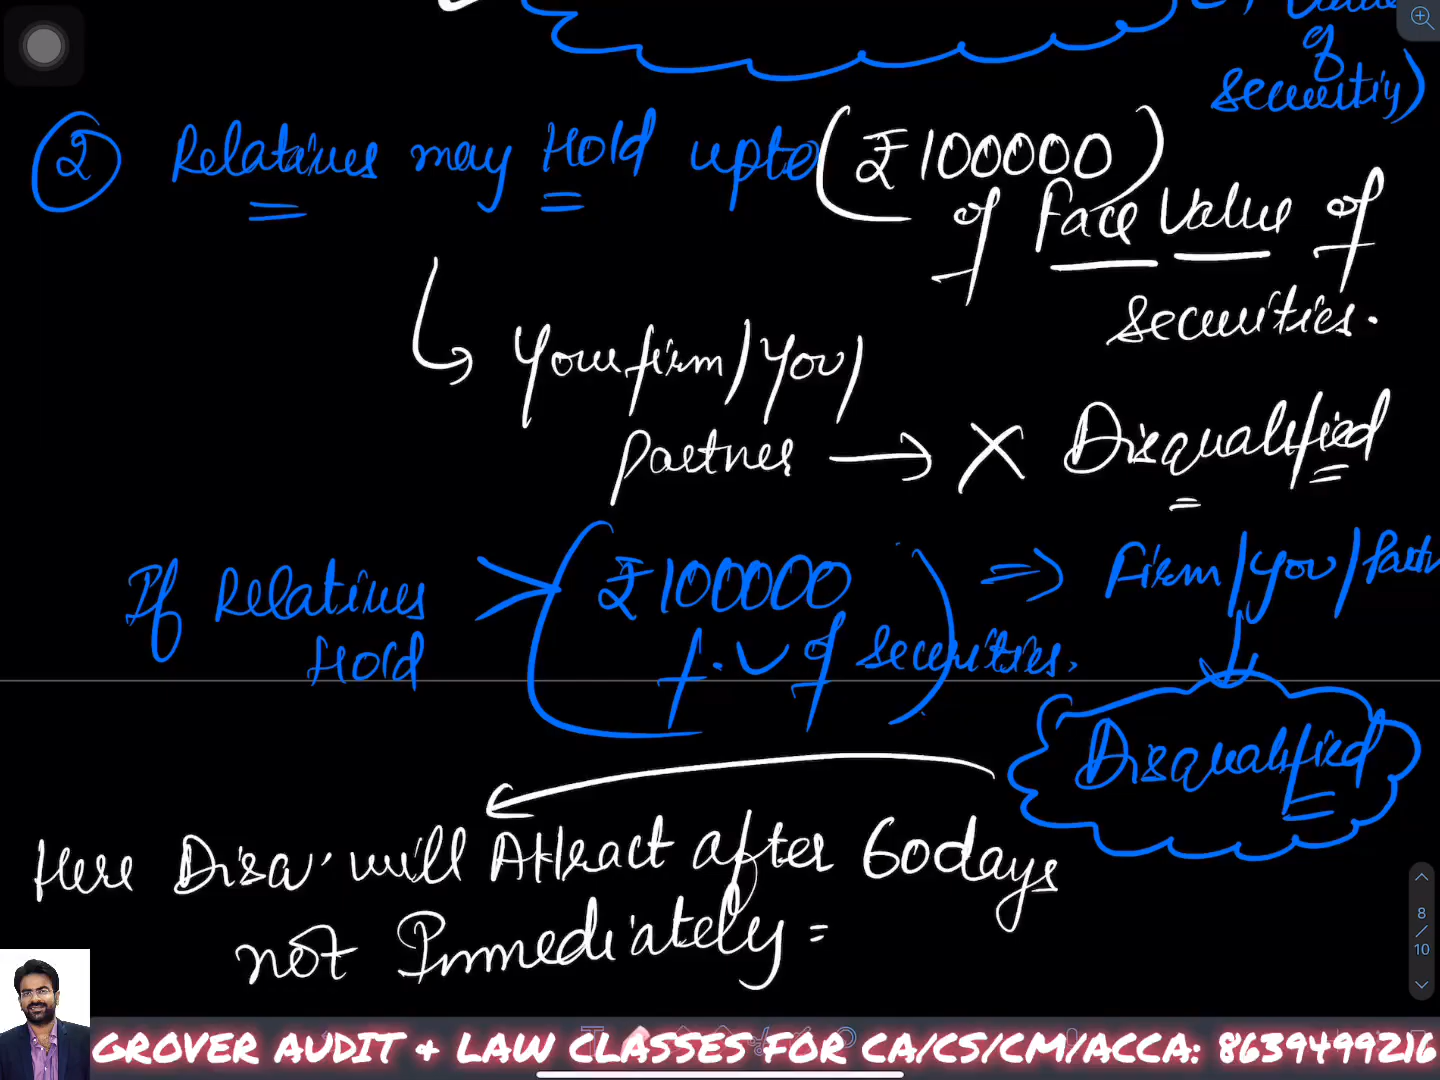 of
securities)
② Relatives may Hold upto (₹100000)
of Face Value of
securities.
Your firm/You/
Partner → X Disqualified
If Relatives > (₹100000 ⇒ Firm/You/Partn
Hold f.v of securities.)
Disqualified
Here Disq. will Attract after 60days
not Immediately =
8
/
10
GROVER AUDIT & LAW CLASSES FOR CA/CS/CM/ACCA: 8639499216